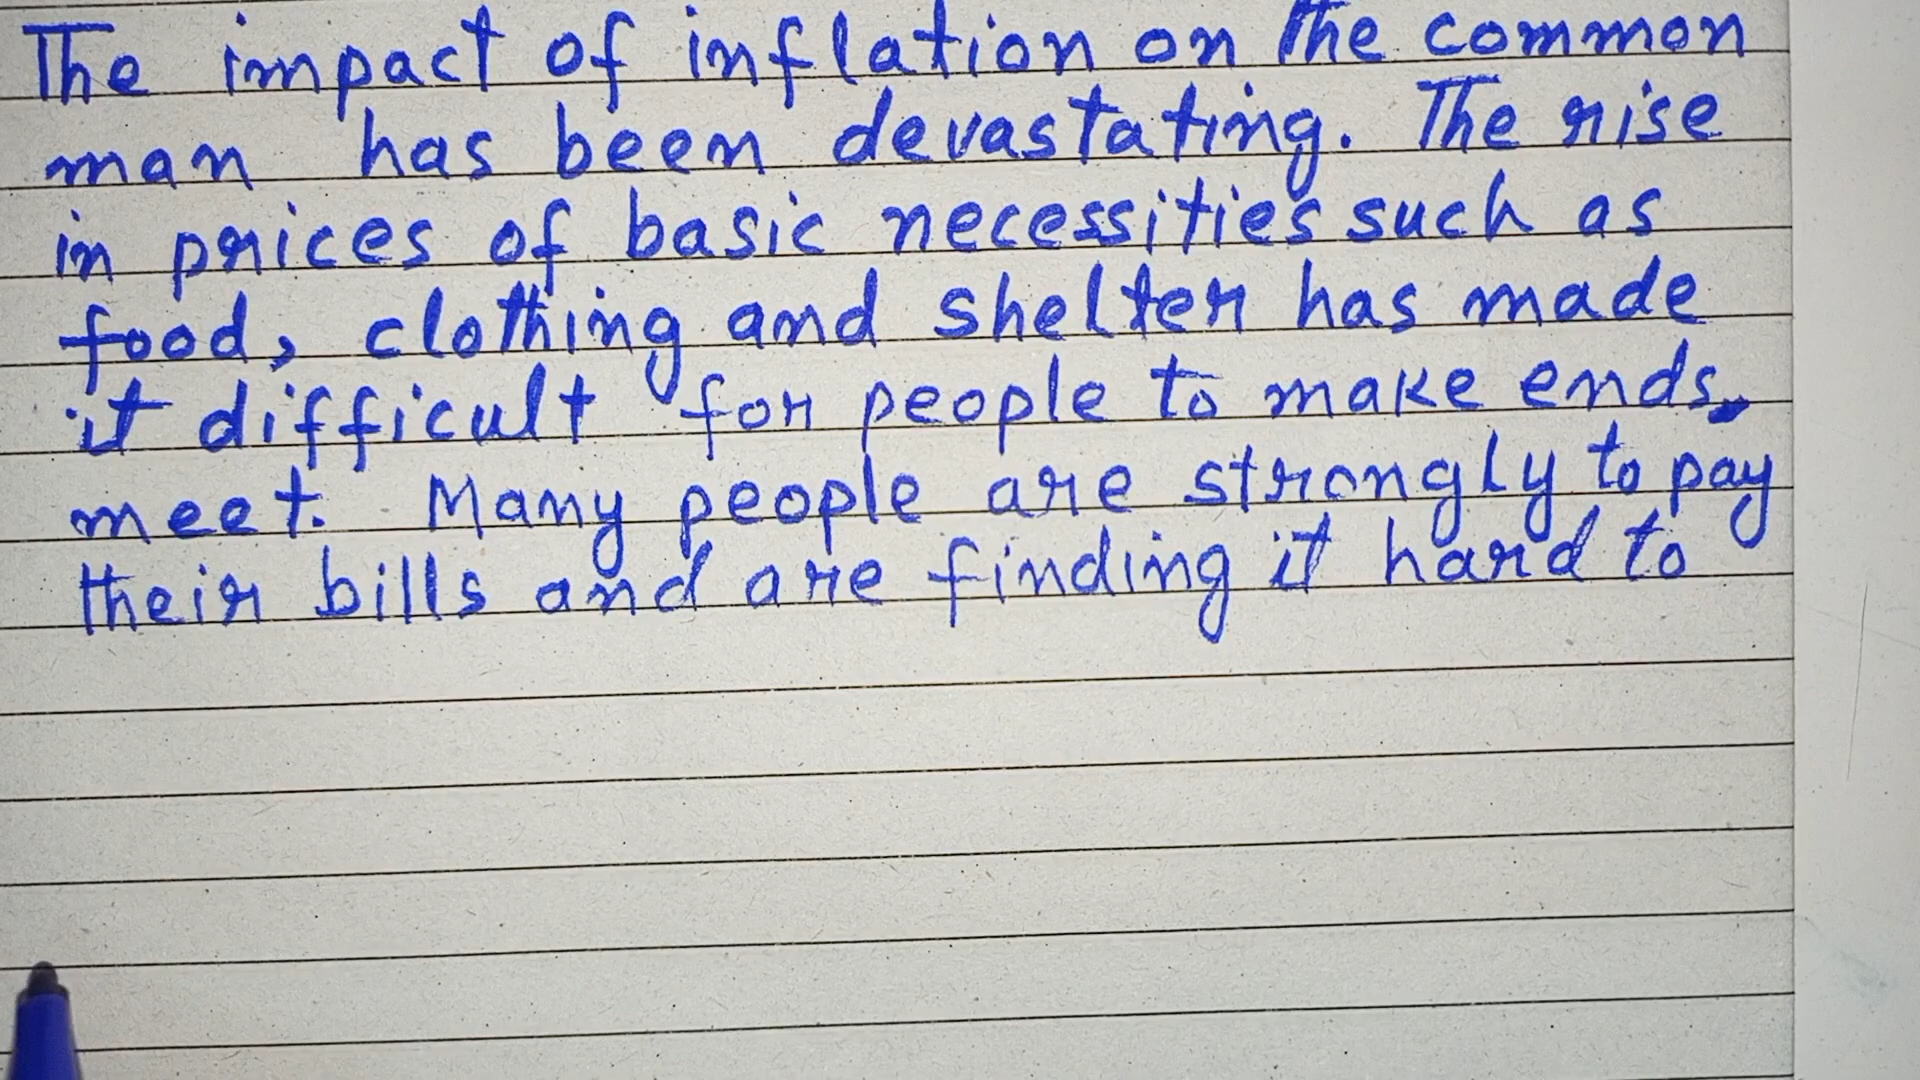 The impact of inflation on the common
man has been devastating. The rise
in prices of basic necessities such as
food, clothing and shelter has made
it difficult for people to make ends
meet. Many people are strongly to pay
their bills and are finding it hard to